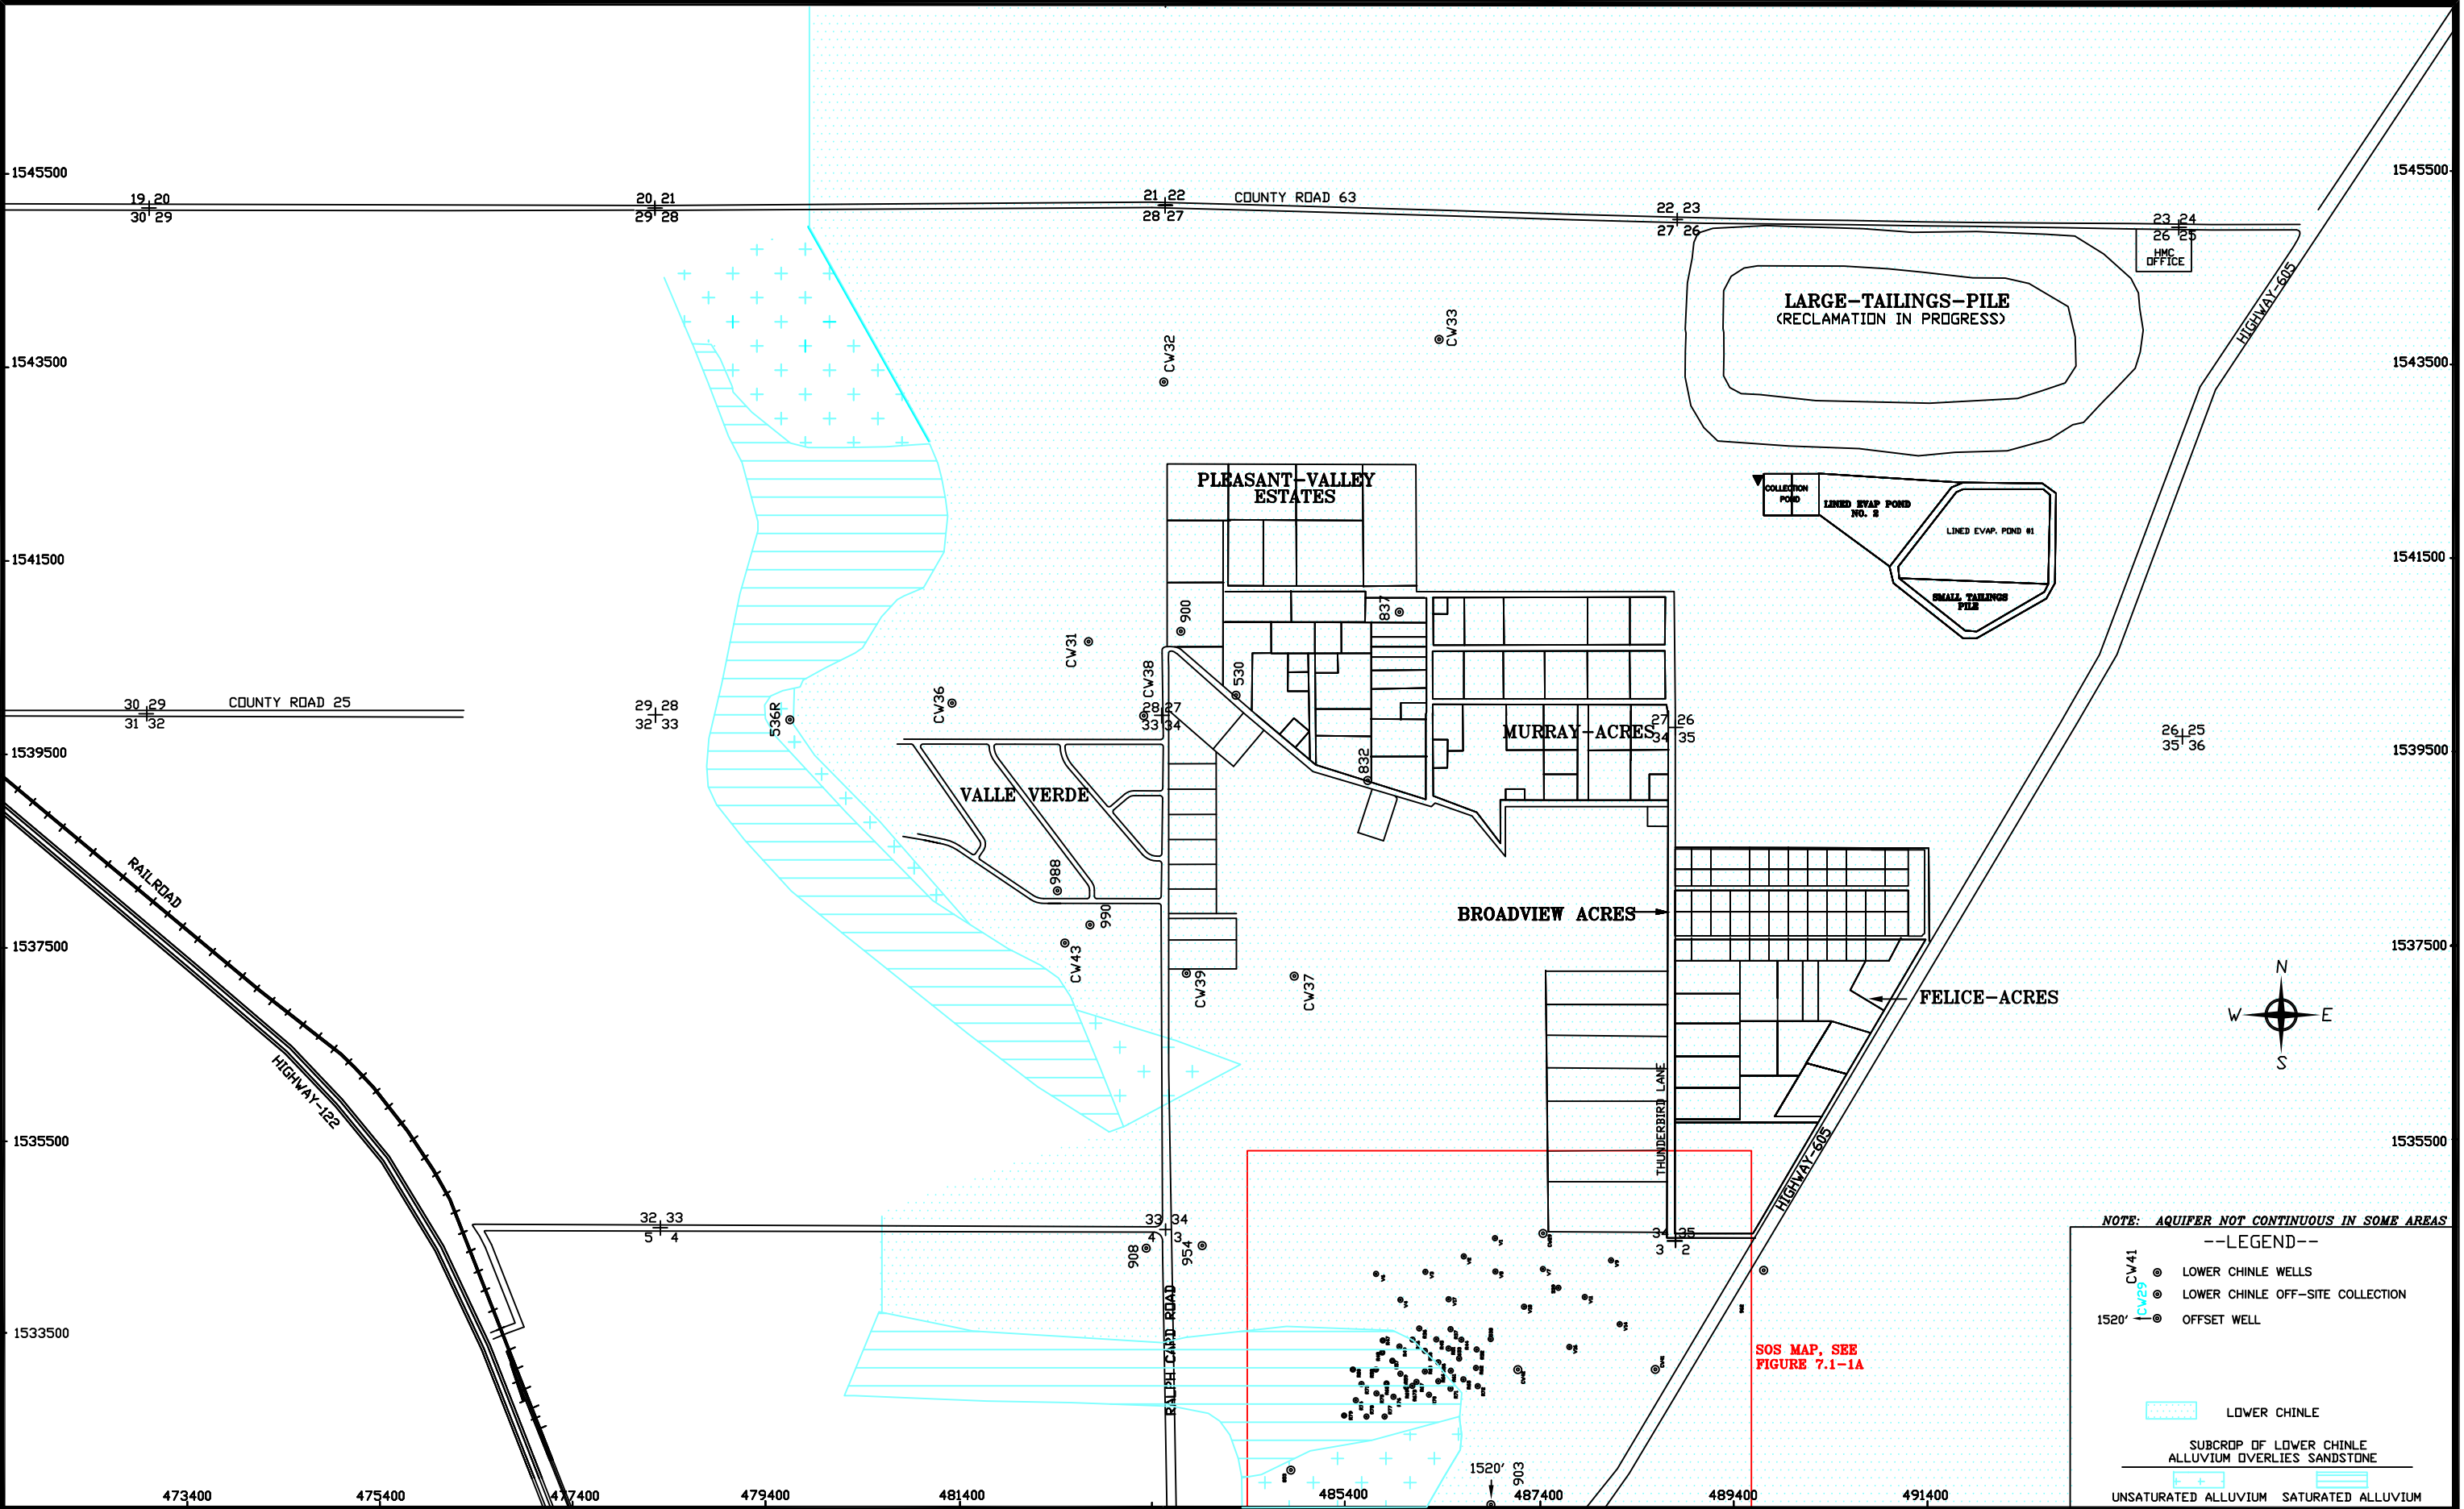 1545500
1545500
19 20
30 29
20 21
29 28
21 22
28 27
COUNTY ROAD 63
22 23
27 26
23 24
26 25
HMC
OFFICE
HIGHWAY-605
LARGE-TAILINGS-PILE
(RECLAMATION IN PROGRESS)
CW33
CW32
1543500
1543500
PLEASANT-VALLEY
ESTATES
COLLECTION
POND
LINED EVAP POND
NO. 2
LINED EVAP. POND #1
SMALL TAILINGS
PILE
1541500
1541500
900
837
CW31
CW38
530
CW36
536R
30 29
31 32
COUNTY ROAD 25
29 28
32 33
28 27
33 34
27 26
34 35
26 25
35 36
MURRAY-ACRES
832
1539500
1539500
VALLE VERDE
RAILROAD
988
990
CW43
CW39
CW37
BROADVIEW ACRES
1537500
1537500
FELICE-ACRES
N
W
E
S
HIGHWAY-122
THUNDERBIRD LANE
HIGHWAY-605
1535500
1535500
32 33
5 4
33 34
4 3
34 35
3 2
908
954
RALPH CARD ROAD
1533500
SOS MAP, SEE
FIGURE 7.1-1A
1520'
903
NOTE: AQUIFER NOT CONTINUOUS IN SOME AREAS
--LEGEND--
CW41
LOWER CHINLE WELLS
CW29
LOWER CHINLE OFF-SITE COLLECTION
1520'
OFFSET WELL
LOWER CHINLE
SUBCROP OF LOWER CHINLE
ALLUVIUM OVERLIES SANDSTONE
UNSATURATED ALLUVIUM
SATURATED ALLUVIUM
473400
475400
477400
479400
481400
485400
487400
489400
491400